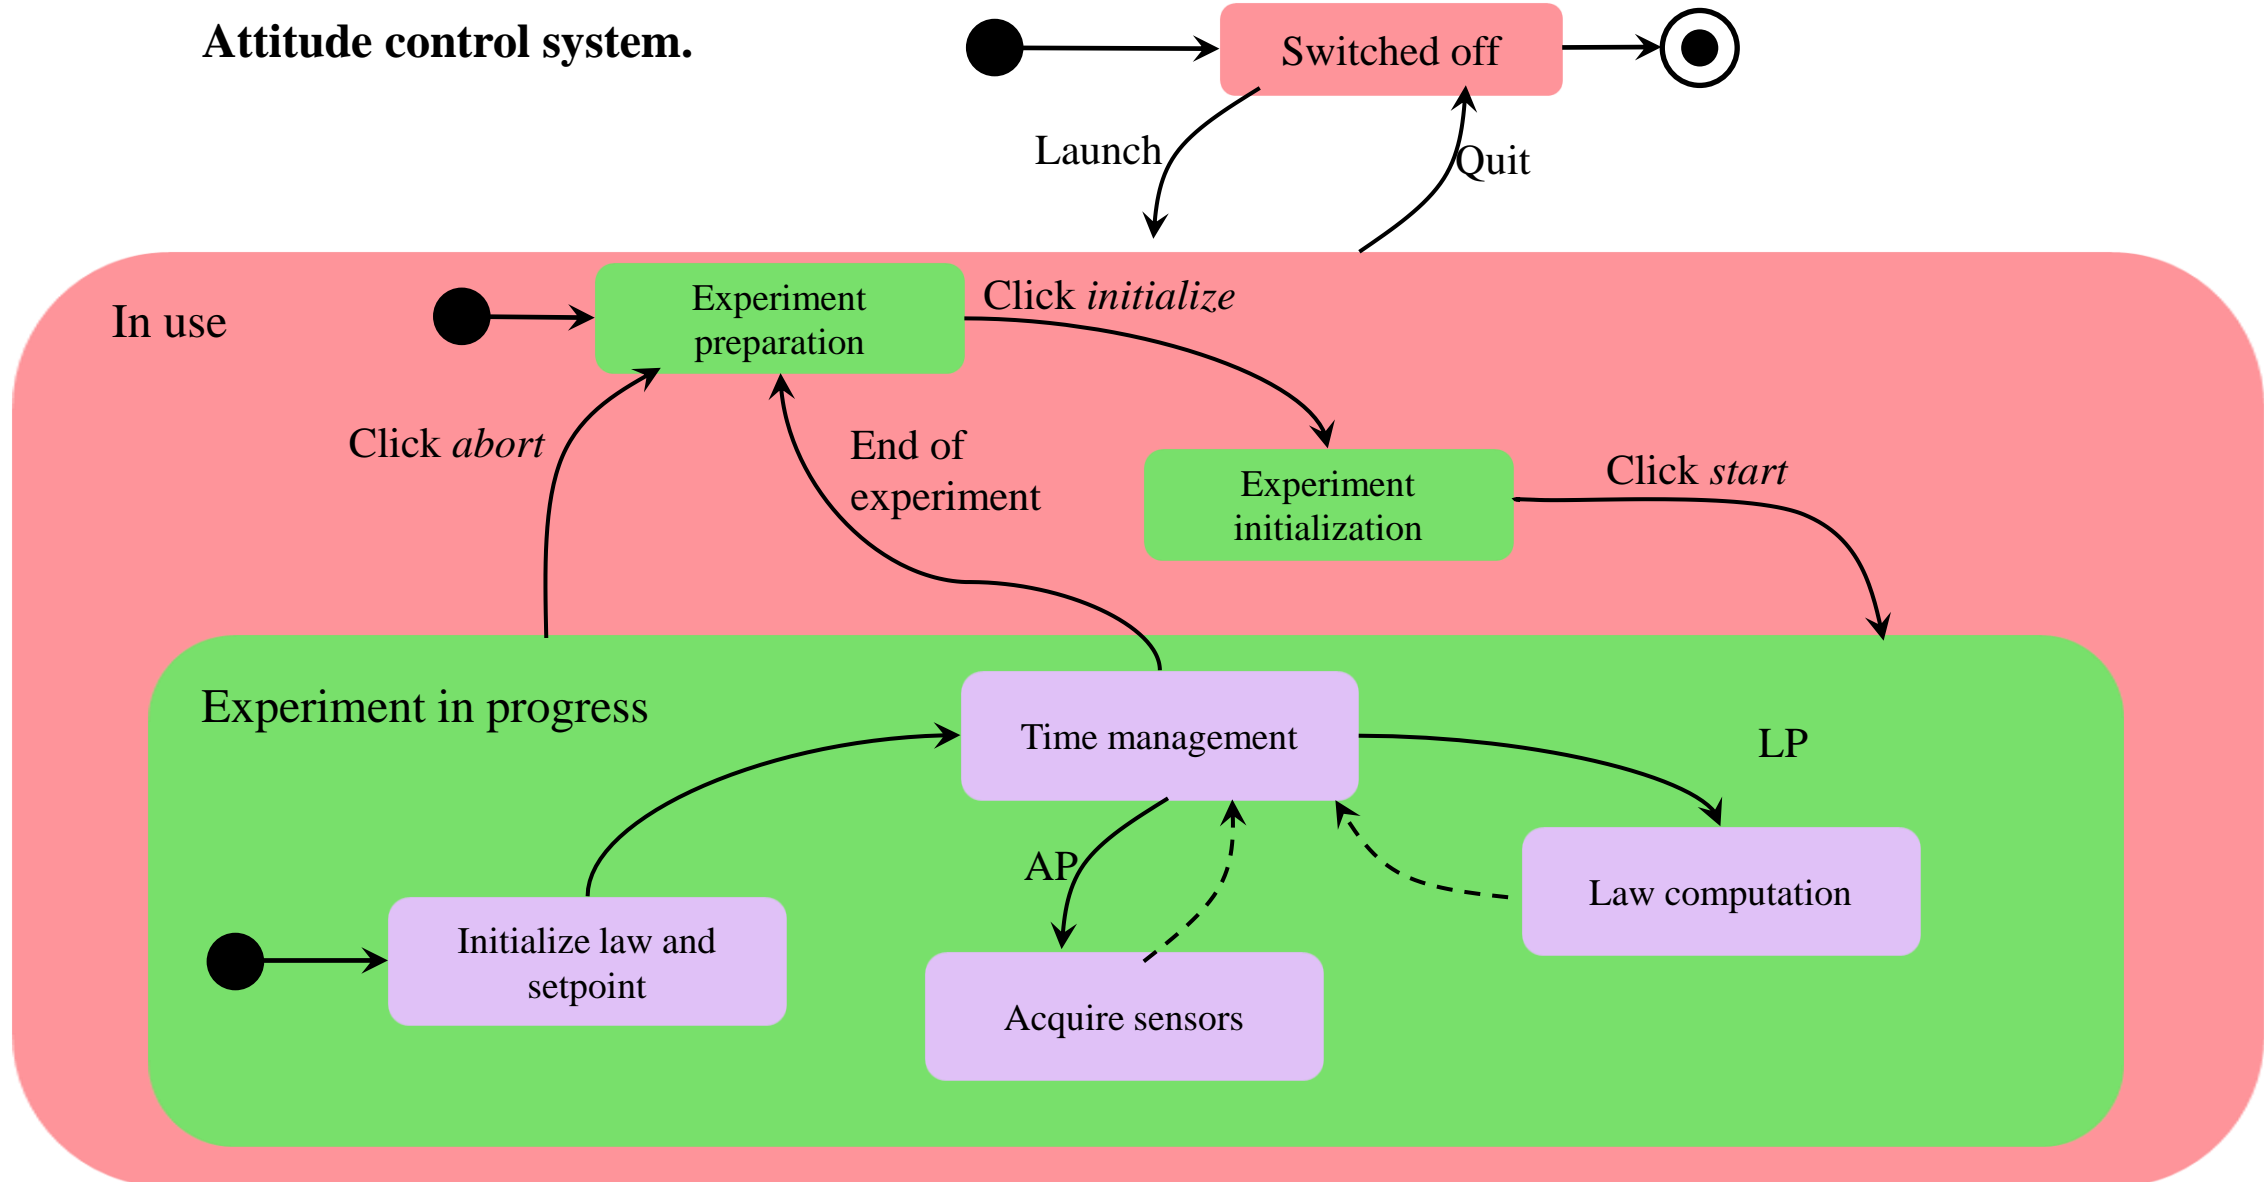 Attitude control system.
Switched off
Launch
Quit
In use
Experiment
preparation
Click initialize
Click abort
End of
experiment
Experiment
initialization
Click start
Experiment in progress
Time management
LP
AP
Law computation
Initialize law and
setpoint
Acquire sensors